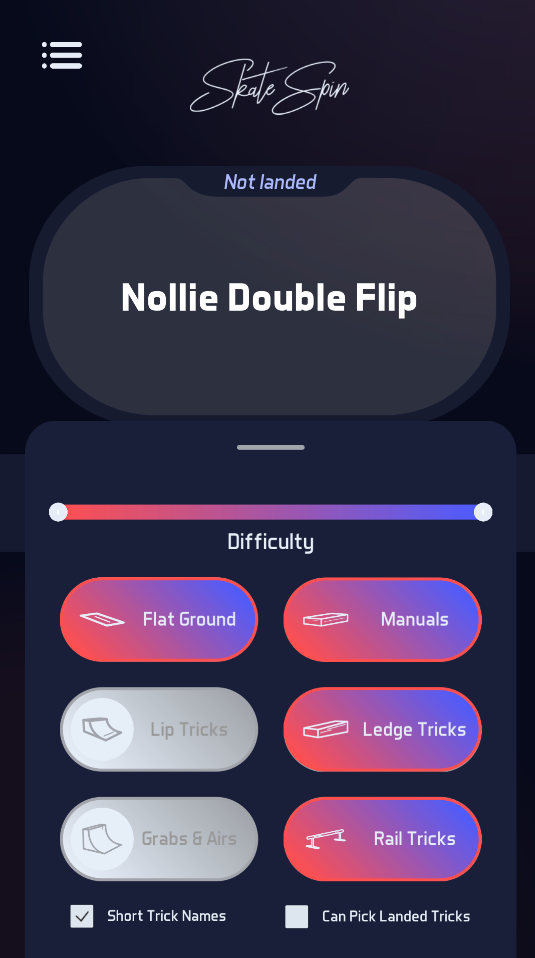 Skate Spin
Not landed
Nollie Double Flip
Difficulty
Flat Ground
Manuals
Lip Tricks
Ledge Tricks
Grabs & Airs
Rail Tricks
Short Trick Names
Can Pick Landed Tricks